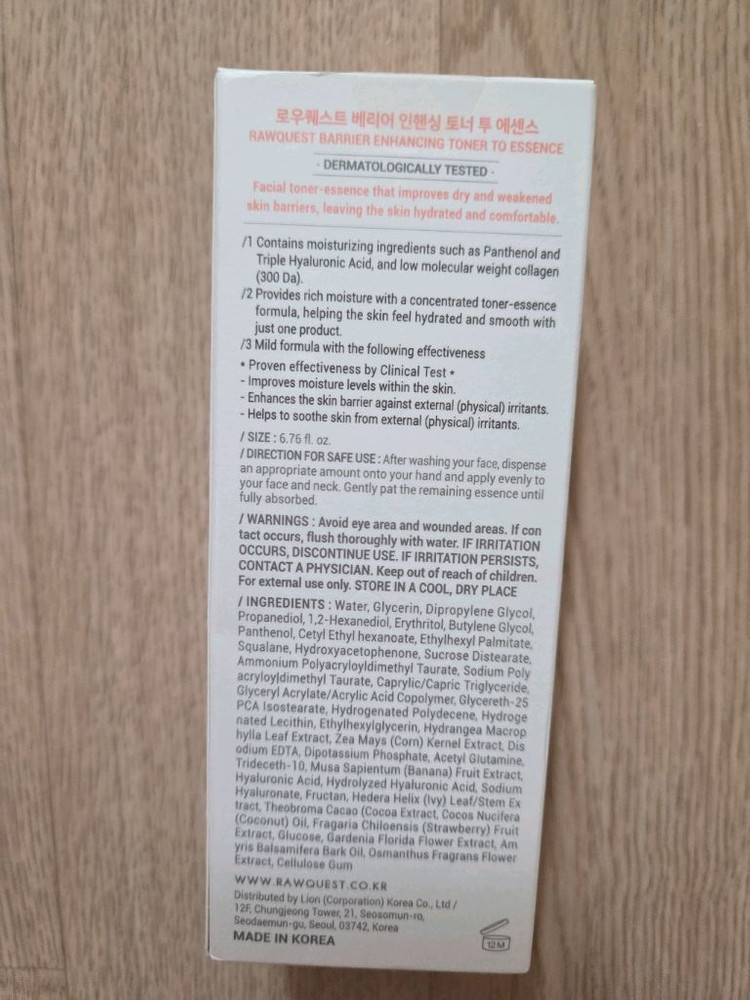 로우퀘스트 베리어 인핸싱 토너 투 에센스
RAWQUEST BARRIER ENHANCING TONER TO ESSENCE
· DERMATOLOGICALLY TESTED ·
Facial toner-essence that improves dry and weakened
skin barriers, leaving the skin hydrated and comfortable.
/1 Contains moisturizing ingredients such as Panthenol and
Triple Hyaluronic Acid, and low molecular weight collagen
(300 Da).
/2 Provides rich moisture with a concentrated toner-essence
formula, helping the skin feel hydrated and smooth with
just one product.
/3 Mild formula with the following effectiveness
* Proven effectiveness by Clinical Test *
- Improves moisture levels within the skin.
- Enhances the skin barrier against external (physical) irritants.
- Helps to soothe skin from external (physical) irritants.
/ SIZE : 6.76 fl. oz.
/ DIRECTION FOR SAFE USE : After washing your face, dispense
an appropriate amount onto your hand and apply evenly to
your face and neck. Gently pat the remaining essence until
fully absorbed.
/ WARNINGS : Avoid eye area and wounded areas. If con
tact occurs, flush thoroughly with water. IF IRRITATION
OCCURS, DISCONTINUE USE. IF IRRITATION PERSISTS,
CONTACT A PHYSICIAN. Keep out of reach of children.
For external use only. STORE IN A COOL, DRY PLACE
/ INGREDIENTS : Water, Glycerin, Dipropylene Glycol,
Propanediol, 1,2-Hexanediol, Erythritol, Butylene Glycol,
Panthenol, Cetyl Ethyl hexanoate, Ethylhexyl Palmitate,
Squalane, Hydroxyacetophenone, Sucrose Distearate,
Ammonium Polyacryloyldimethyl Taurate, Sodium Poly
acryloyldimethyl Taurate, Caprylic/Capric Triglyceride,
Glyceryl Acrylate/Acrylic Acid Copolymer, Glycereth-25
PCA Isostearate, Hydrogenated Polydecene, Hydroge
nated Lecithin, Ethylhexylglycerin, Hydrangea Macrop
hylla Leaf Extract, Zea Mays (Corn) Kernel Extract, Dis
odium EDTA, Dipotassium Phosphate, Acetyl Glutamine,
Trideceth-10, Musa Sapientum (Banana) Fruit Extract,
Hyaluronic Acid, Hydrolyzed Hyaluronic Acid, Sodium
Hyaluronate, Fructan, Hedera Helix (Ivy) Leaf/Stem Ex
tract, Theobroma Cacao (Cocoa Extract, Cocos Nucifera
(Coconut) Oil, Fragaria Chiloensis (Strawberry) Fruit
Extract, Glucose, Gardenia Florida Flower Extract, Am
yris Balsamifera Bark Oil, Osmanthus Fragrans Flower
Extract, Cellulose Gum
WWW.RAWQUEST.CO.KR
Distributed by Lion (Corporation) Korea Co., Ltd /
12F, Chungjeong Tower, 21, Seosomun-ro,
Seodaemun-gu, Seoul, 03742, Korea
MADE IN KOREA
12M